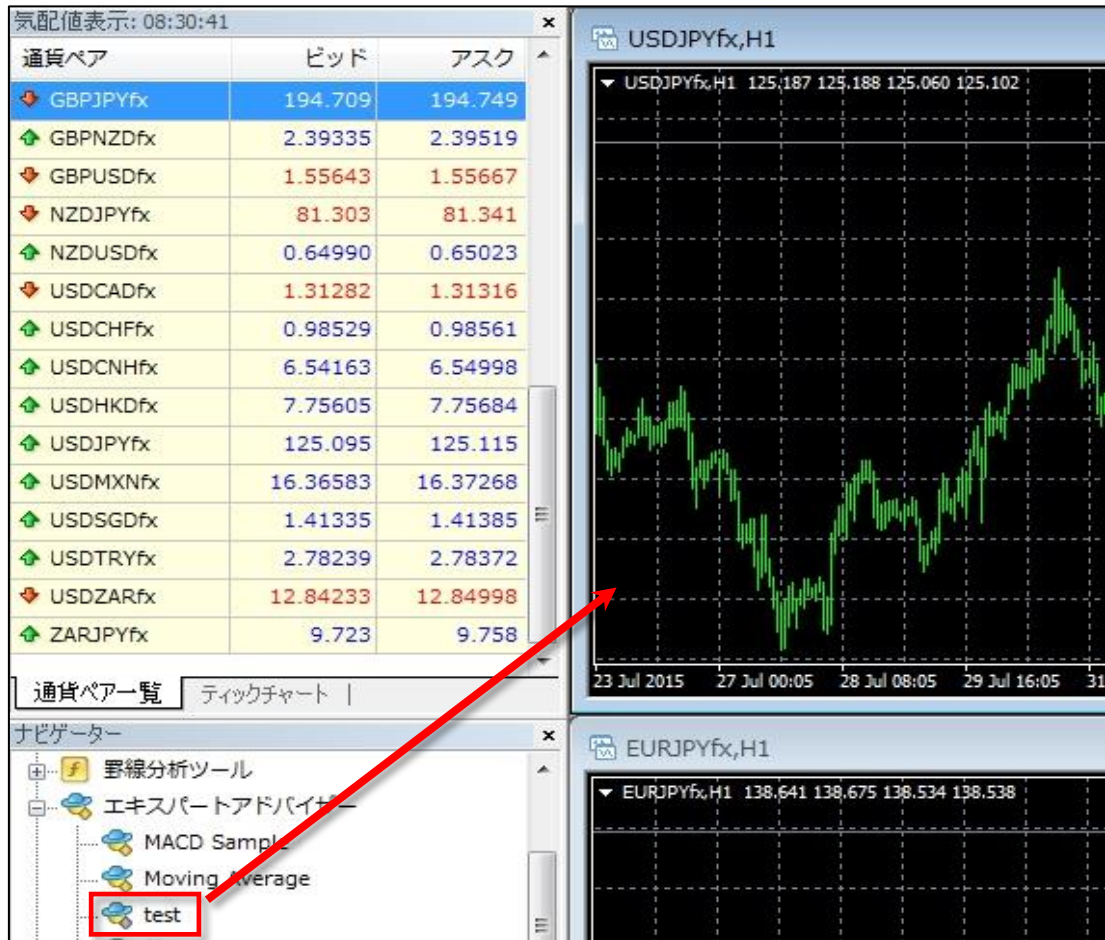 気配値表示: 08:30:41
通貨ペア ビッド アスク
GBPJPYfx 194.709 194.749
GBPNZDfx 2.39335 2.39519
GBPUSDfx 1.55643 1.55667
NZDJPYfx 81.303 81.341
NZDUSDfx 0.64990 0.65023
USDCADfx 1.31282 1.31316
USDCHFfx 0.98529 0.98561
USDCNHfx 6.54163 6.54998
USDHKDfx 7.75605 7.75684
USDJPYfx 125.095 125.115
USDMXNfx 16.36583 16.37268
USDSGDfx 1.41335 1.41385
USDTRYfx 2.78239 2.78372
USDZARfx 12.84233 12.84998
ZARJPYfx 9.723 9.758
通貨ペア一覧 ティックチャート
ナビゲーター
罫線分析ツール
エキスパートアドバイザー
MACD Sample
Moving Average
test
USDJPYfx,H1
USDJPYfx,H1 125.187 125.188 125.060 125.102
23 Jul 2015 27 Jul 00:05 28 Jul 08:05 29 Jul 16:05 31
EURJPYfx,H1
EURJPYfx,H1 138.641 138.675 138.534 138.538